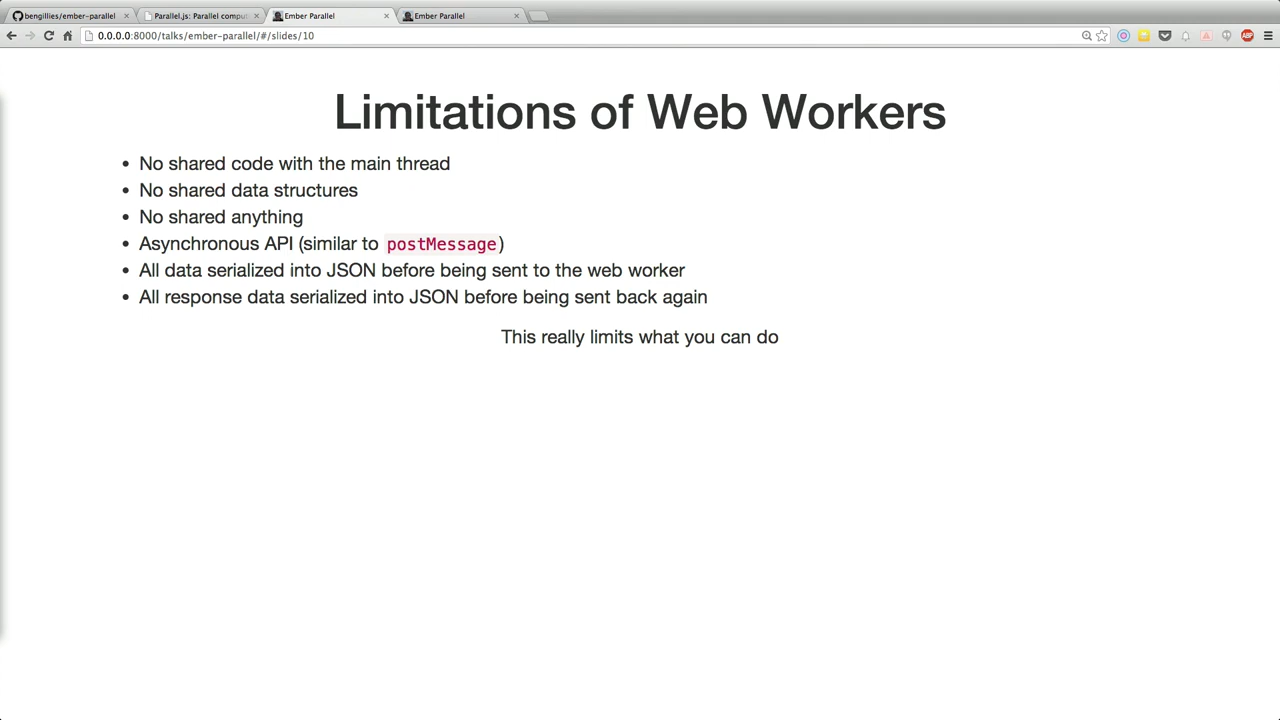 bengillies/ember-parallel
Parallel.js: Parallel comput
Ember Parallel
Ember Parallel
0.0.0.0:8000/talks/ember-parallel/#/slides/10
ABP
Limitations of Web Workers
• No shared code with the main thread
• No shared data structures
• No shared anything
• Asynchronous API (similar to postMessage)
• All data serialized into JSON before being sent to the web worker
• All response data serialized into JSON before being sent back again
This really limits what you can do